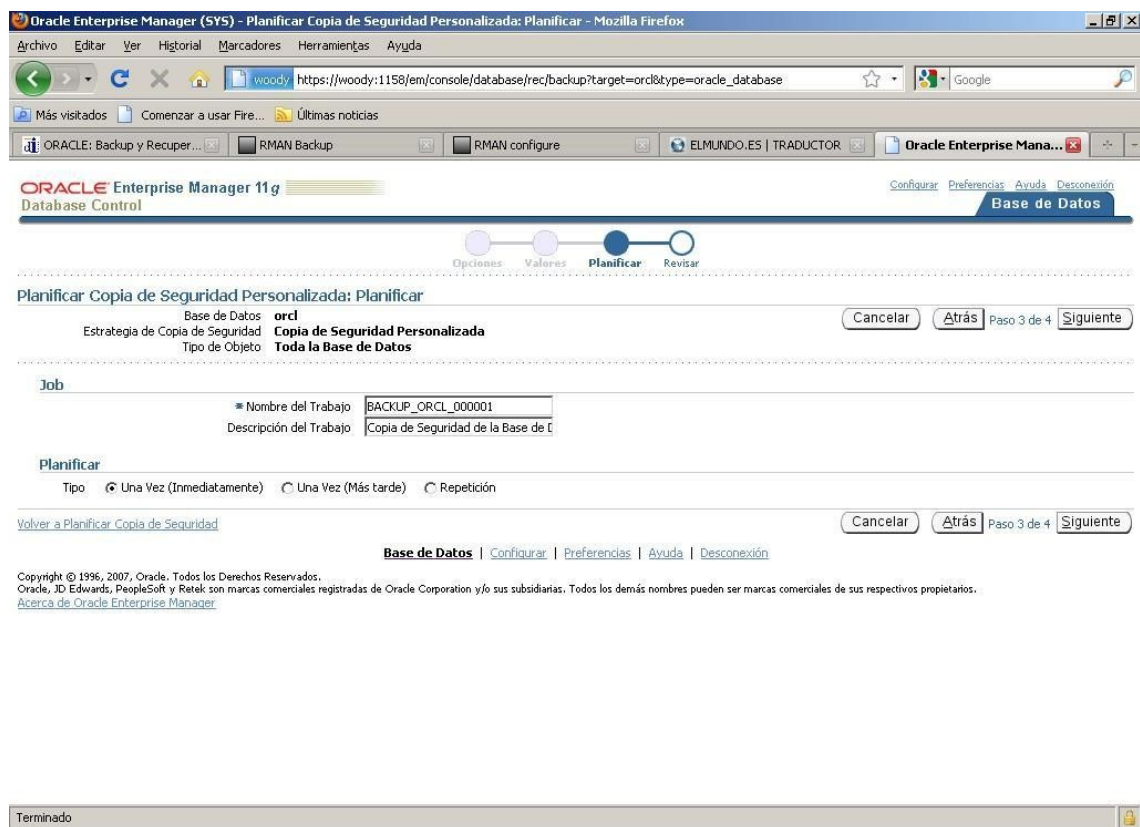 Oracle Enterprise Manager (SYS) - Planificar Copia de Seguridad Personalizada: Planificar - Mozilla Firefox
Archivo Editar Ver Historial Marcadores Herramientas Ayuda
woody https://woody:1158/em/console/database/rec/backup?target=orcl&type=oracle_database Google
Más visitados Comenzar a usar Fire... Últimas noticias
ORACLE: Backup y Recuper... RMAN Backup RMAN configure ELMUNDO.ES | TRADUCTOR Oracle Enterprise Mana...
ORACLE Enterprise Manager 11g
Database Control
Configurar Preferencias Ayuda Desconexión
Base de Datos
Opciones Valores Planificar Revisar
Planificar Copia de Seguridad Personalizada: Planificar
Base de Datos orcl
Estrategia de Copia de Seguridad Copia de Seguridad Personalizada
Tipo de Objeto Toda la Base de Datos
Cancelar Atrás Paso 3 de 4 Siguiente
Job
* Nombre del Trabajo BACKUP_ORCL_000001
Descripción del Trabajo Copia de Seguridad de la Base de D
Planificar
Tipo Una Vez (Inmediatamente) Una Vez (Más tarde) Repetición
Volver a Planificar Copia de Seguridad
Cancelar Atrás Paso 3 de 4 Siguiente
Base de Datos | Configurar | Preferencias | Ayuda | Desconexión
Copyright © 1996, 2007, Oracle. Todos los Derechos Reservados.
Oracle, JD Edwards, PeopleSoft y Retek son marcas comerciales registradas de Oracle Corporation y/o sus subsidiarias. Todos los demás nombres pueden ser marcas comerciales de sus respectivos propietarios.
Acerca de Oracle Enterprise Manager
Terminado